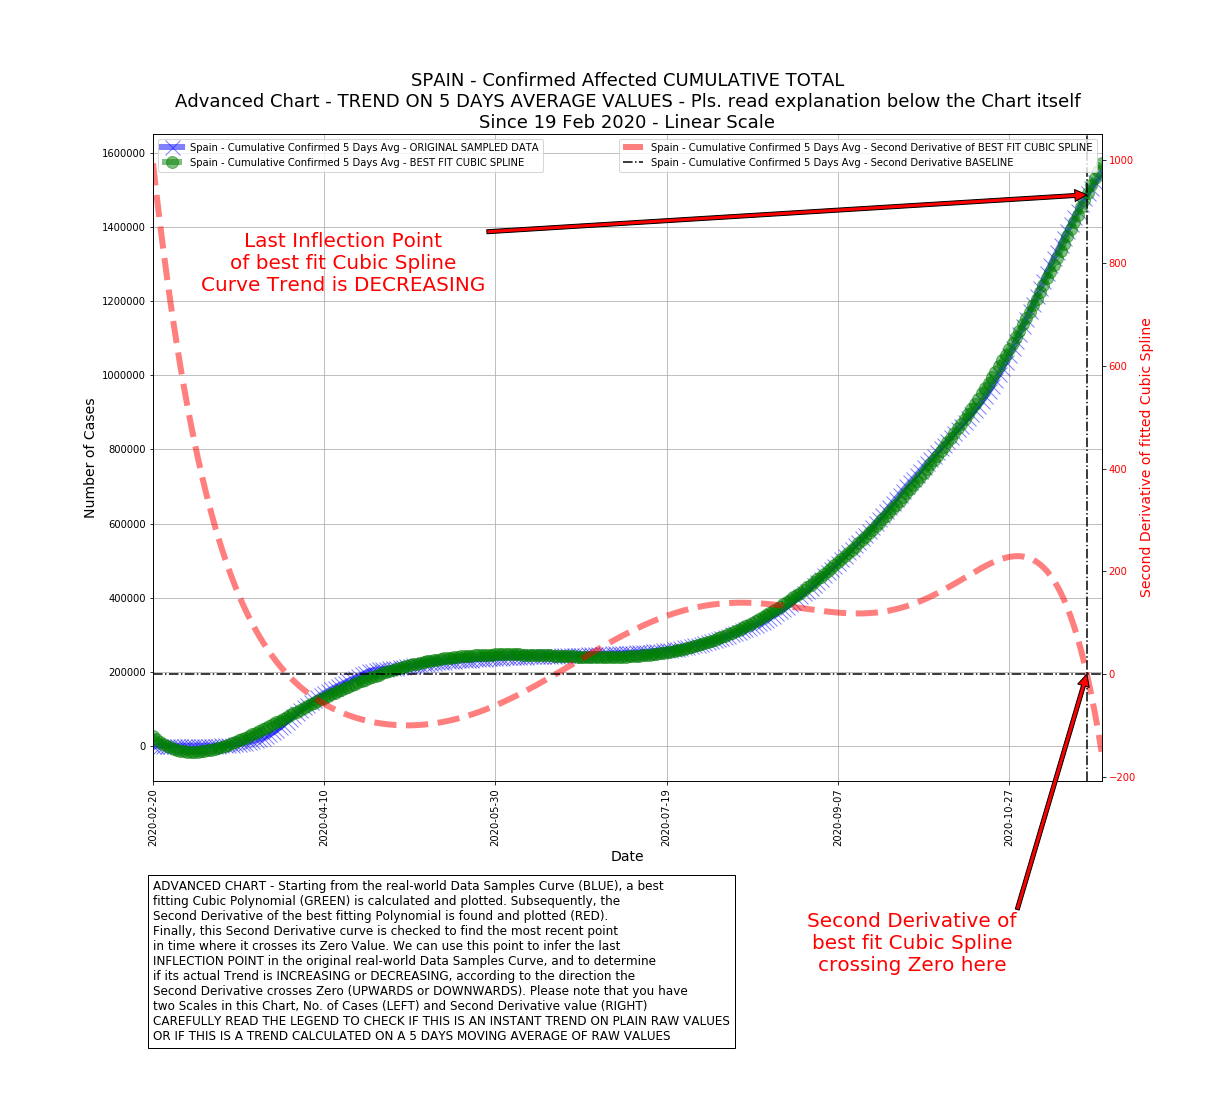 SPAIN - Confirmed Affected CUMULATIVE TOTAL
Advanced Chart - TREND ON 5 DAYS AVERAGE VALUES - Pls. read explanation below the Chart itself
Since 19 Feb 2020 - Linear Scale
Spain - Cumulative Confirmed 5 Days Avg - ORIGINAL SAMPLED DATA
Spain - Cumulative Confirmed 5 Days Avg - BEST FIT CUBIC SPLINE
Spain - Cumulative Confirmed 5 Days Avg - Second Derivative of BEST FIT CUBIC SPLINE
Spain - Cumulative Confirmed 5 Days Avg - Second Derivative BASELINE
Last Inflection Point
of best fit Cubic Spline
Curve Trend is DECREASING
Number of Cases
1600000
1400000
1200000
1000000
800000
600000
400000
200000
0
1000
800
600
400
200
0
−200
Second Derivative of fitted Cubic Spline
2020-02-20
2020-04-10
2020-05-30
2020-07-19
2020-09-07
2020-10-27
Date
ADVANCED CHART - Starting from the real-world Data Samples Curve (BLUE), a best
fitting Cubic Polynomial (GREEN) is calculated and plotted. Subsequently, the
Second Derivative of the best fitting Polynomial is found and plotted (RED).
Finally, this Second Derivative curve is checked to find the most recent point
in time where it crosses its Zero Value. We can use this point to infer the last
INFLECTION POINT in the original real-world Data Samples Curve, and to determine
if its actual Trend is INCREASING or DECREASING, according to the direction the
Second Derivative crosses Zero (UPWARDS or DOWNWARDS). Please note that you have
two Scales in this Chart, No. of Cases (LEFT) and Second Derivative value (RIGHT)
CAREFULLY READ THE LEGEND TO CHECK IF THIS IS AN INSTANT TREND ON PLAIN RAW VALUES
OR IF THIS IS A TREND CALCULATED ON A 5 DAYS MOVING AVERAGE OF RAW VALUES
Second Derivative of
best fit Cubic Spline
crossing Zero here